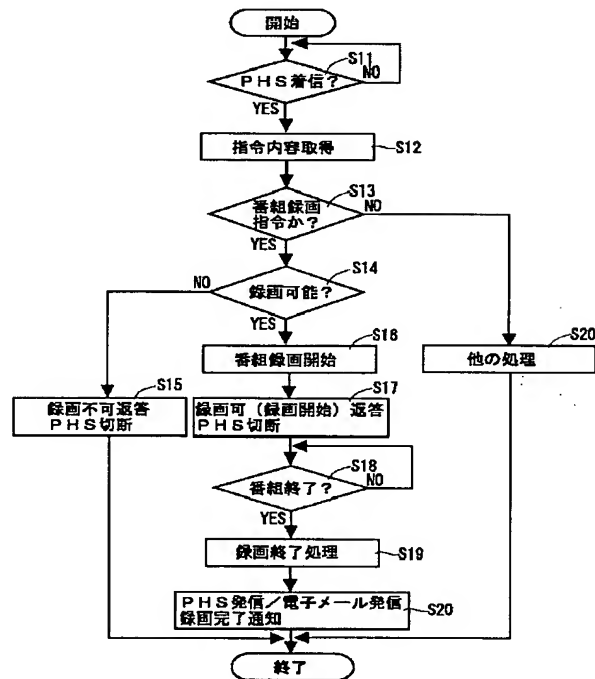 開始
S11
PHS着信?
NO
YES
指令内容取得
S12
S13
番組録画
指令か?
NO
YES
S14
NO
録画可能?
YES
S16
番組録画開始
S20
他の処理
S15
録画不可返答
PHS切断
S17
録画可(録画開始)返答
PHS切断
S18
番組終了?
NO
YES
録画終了処理
S19
PHS発信/電子メール発信
録画完了通知
S20
終了